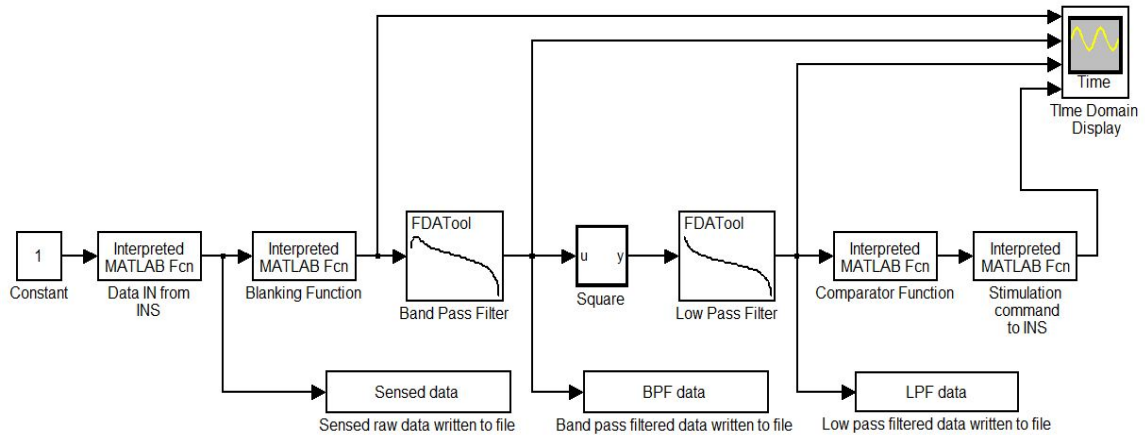 Time
TIme Domain
Display
FDATool
FDATool
1
Interpreted
MATLAB Fcn
Interpreted
MATLAB Fcn
u
y
Interpreted
MATLAB Fcn
Interpreted
MATLAB Fcn
Constant
Data IN from
INS
Blanking Function
Band Pass Filter
Square
Low Pass Filter
Comparator Function
Stimulation
command
to INS
Sensed data
BPF data
LPF data
Sensed raw data written to file
Band pass filtered data written to file
Low pass filtered data written to file